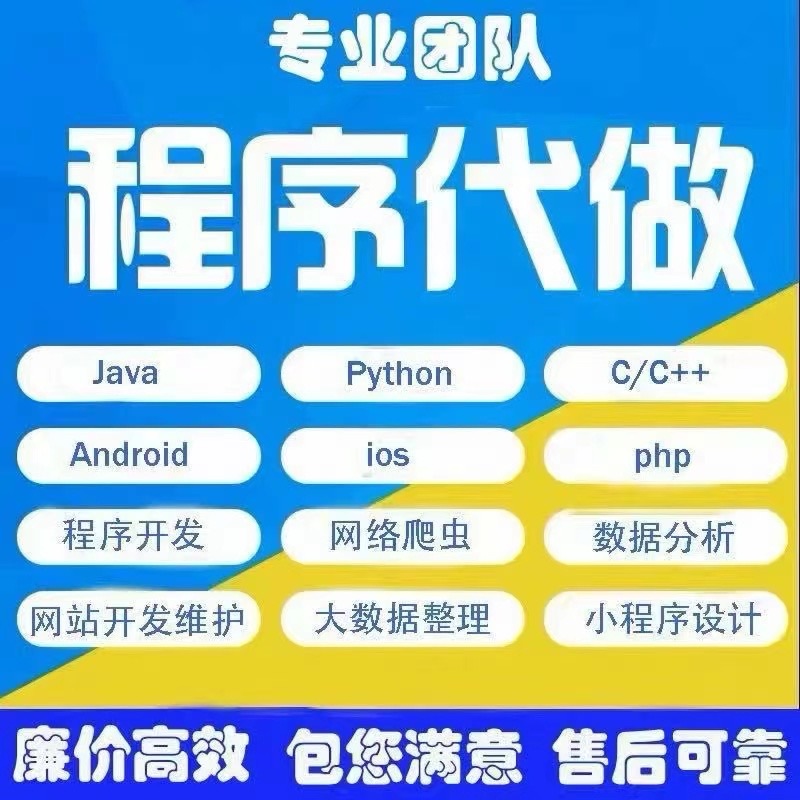 专业团队
程序代做
Java Python C/C++
Android ios php
程序开发 网络爬虫 数据分析
网站开发维护 大数据整理 小程序设计
廉价高效 包您满意 售后可靠